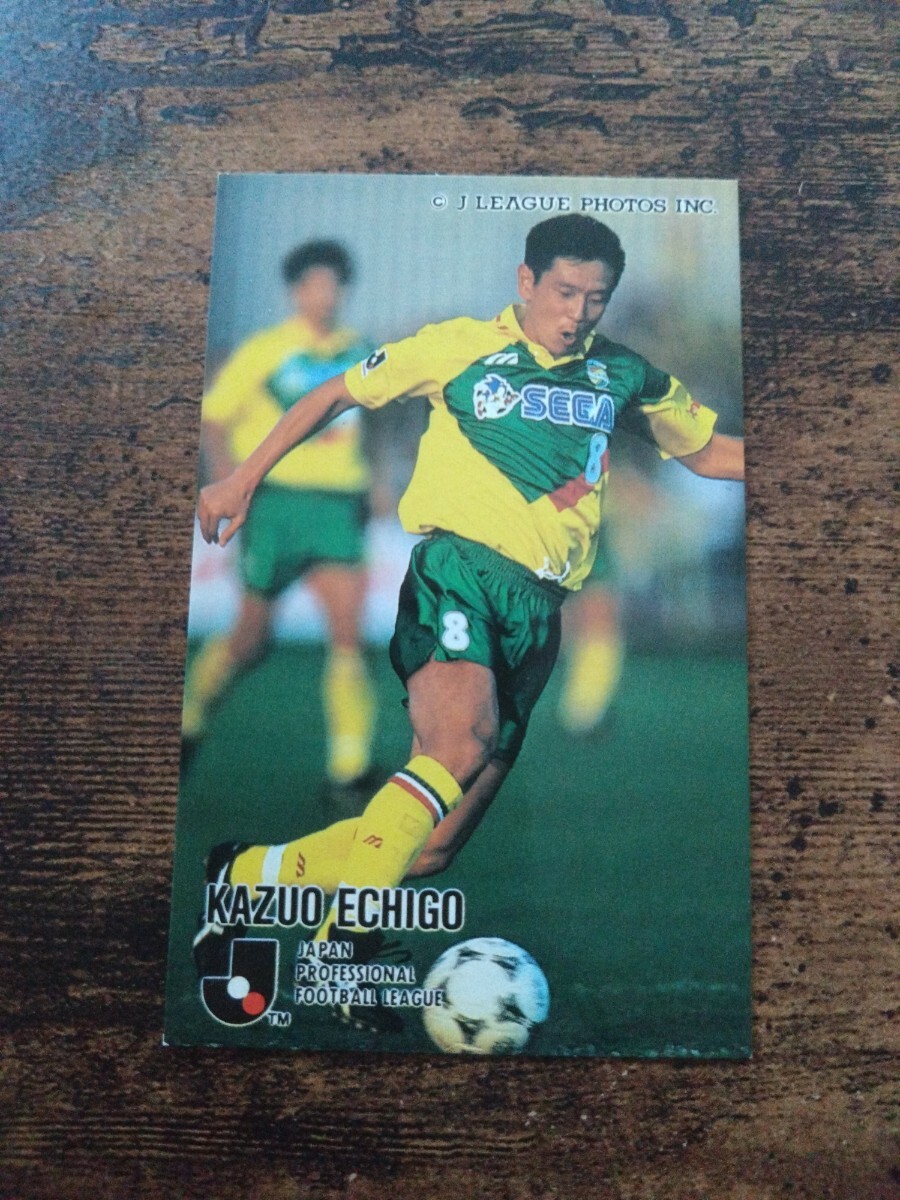 © J LEAGUE PHOTOS INC.
SEGA
8
8
KAZUO ECHIGO
JAPAN
PROFESSIONAL
FOOTBALL LEAGUE
TM